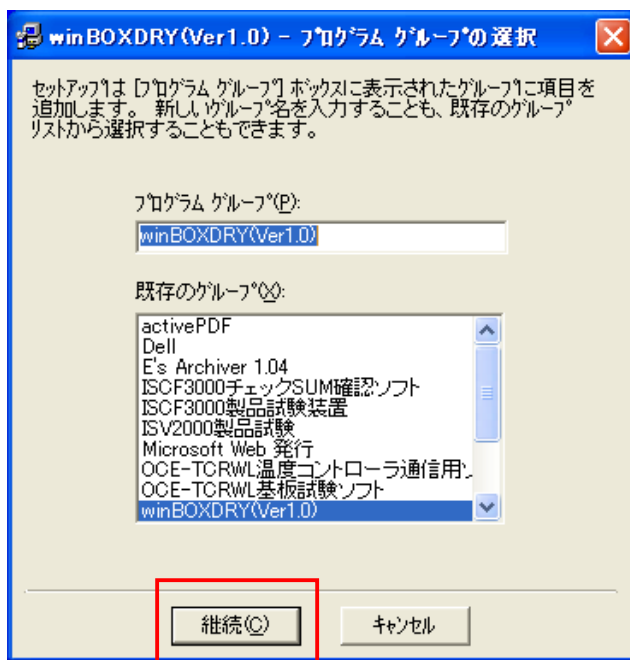 winBOXDRY(Ver1.0) - ﾌﾟﾛｸﾞﾗﾑ ｸﾞﾙｰﾌﾟの選択
ｾｯﾄｱｯﾌﾟは [ﾌﾟﾛｸﾞﾗﾑ ｸﾞﾙｰﾌﾟ] ﾎﾞｯｸｽに表示されたｸﾞﾙｰﾌﾟに項目を
追加します。 新しいｸﾞﾙｰﾌﾟ名を入力することも、既存のｸﾞﾙｰﾌﾟ
ﾘｽﾄから選択することもできます。
ﾌﾟﾛｸﾞﾗﾑ ｸﾞﾙｰﾌﾟ(P):
winBOXDRY(Ver1.0)
既存のｸﾞﾙｰﾌﾟ(X):
activePDF
Dell
E's Archiver 1.04
ISCF3000チェックSUM確認ソフト
ISCF3000製品試験装置
ISV2000製品試験
Microsoft Web 発行
OCE-TCRWL温度コントローラ通信用ソ
OCE-TCRWL基板試験ソフト
winBOXDRY(Ver1.0)
継続(C)
ｷｬﾝｾﾙ